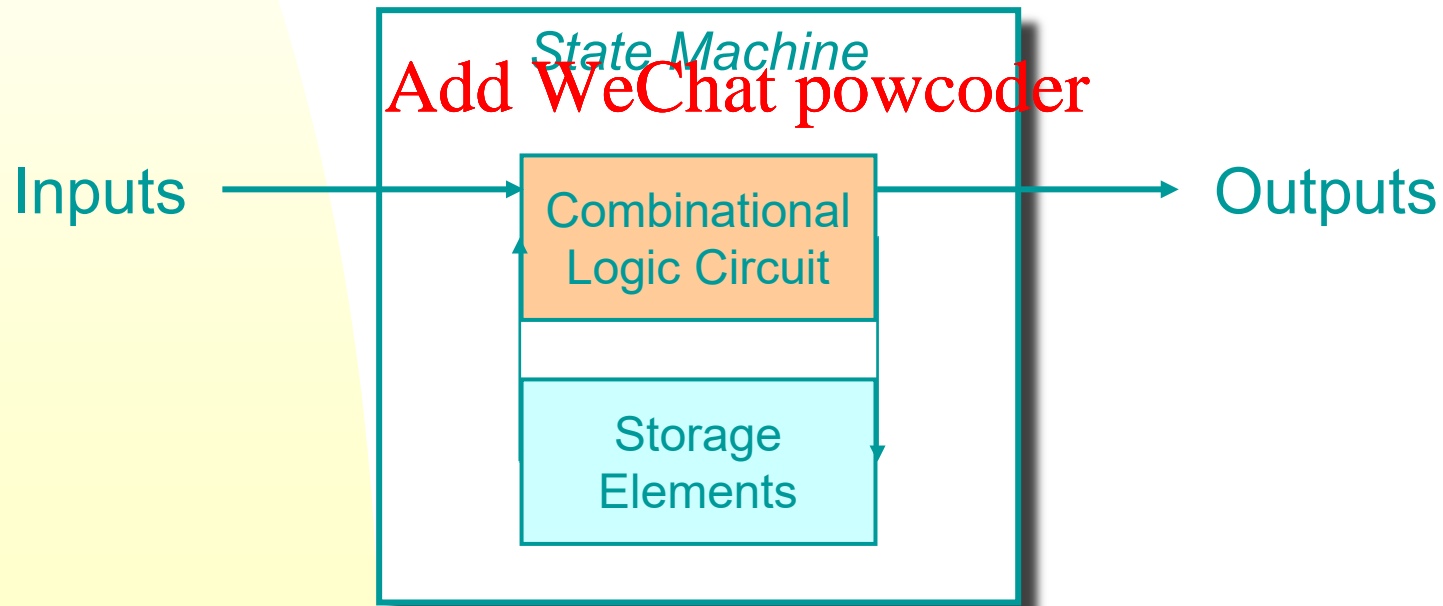 State Machine
Add WeChat powcoder
Inputs
Combinational
Logic Circuit
Outputs
Storage
Elements